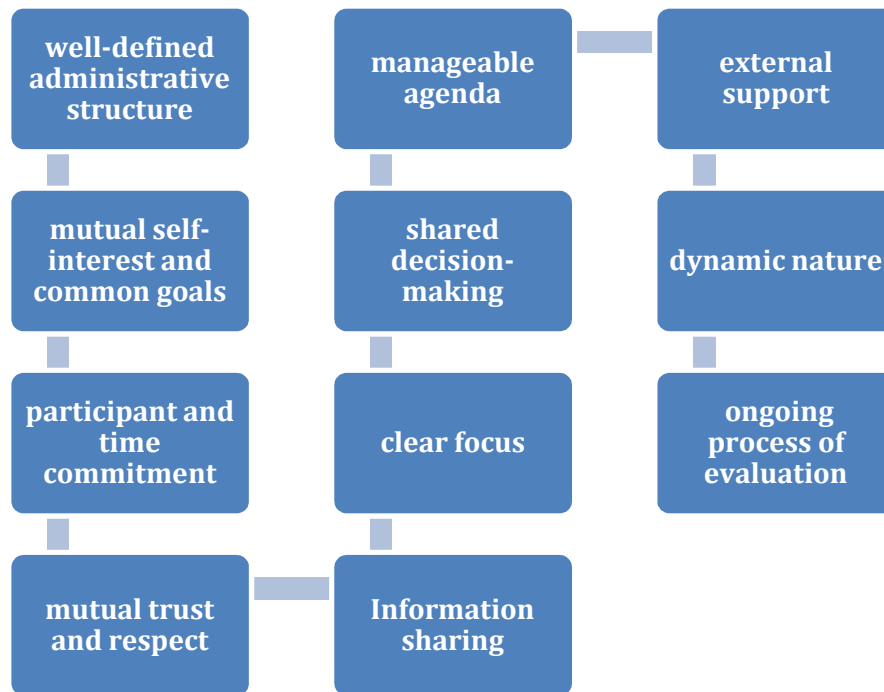 well-defined
administrative
structure
mutual self-
interest and
common goals
participant and
time
commitment
mutual trust
and respect
Information
sharing
clear focus
shared
decision-
making
manageable
agenda
external
support
dynamic nature
ongoing
process of
evaluation